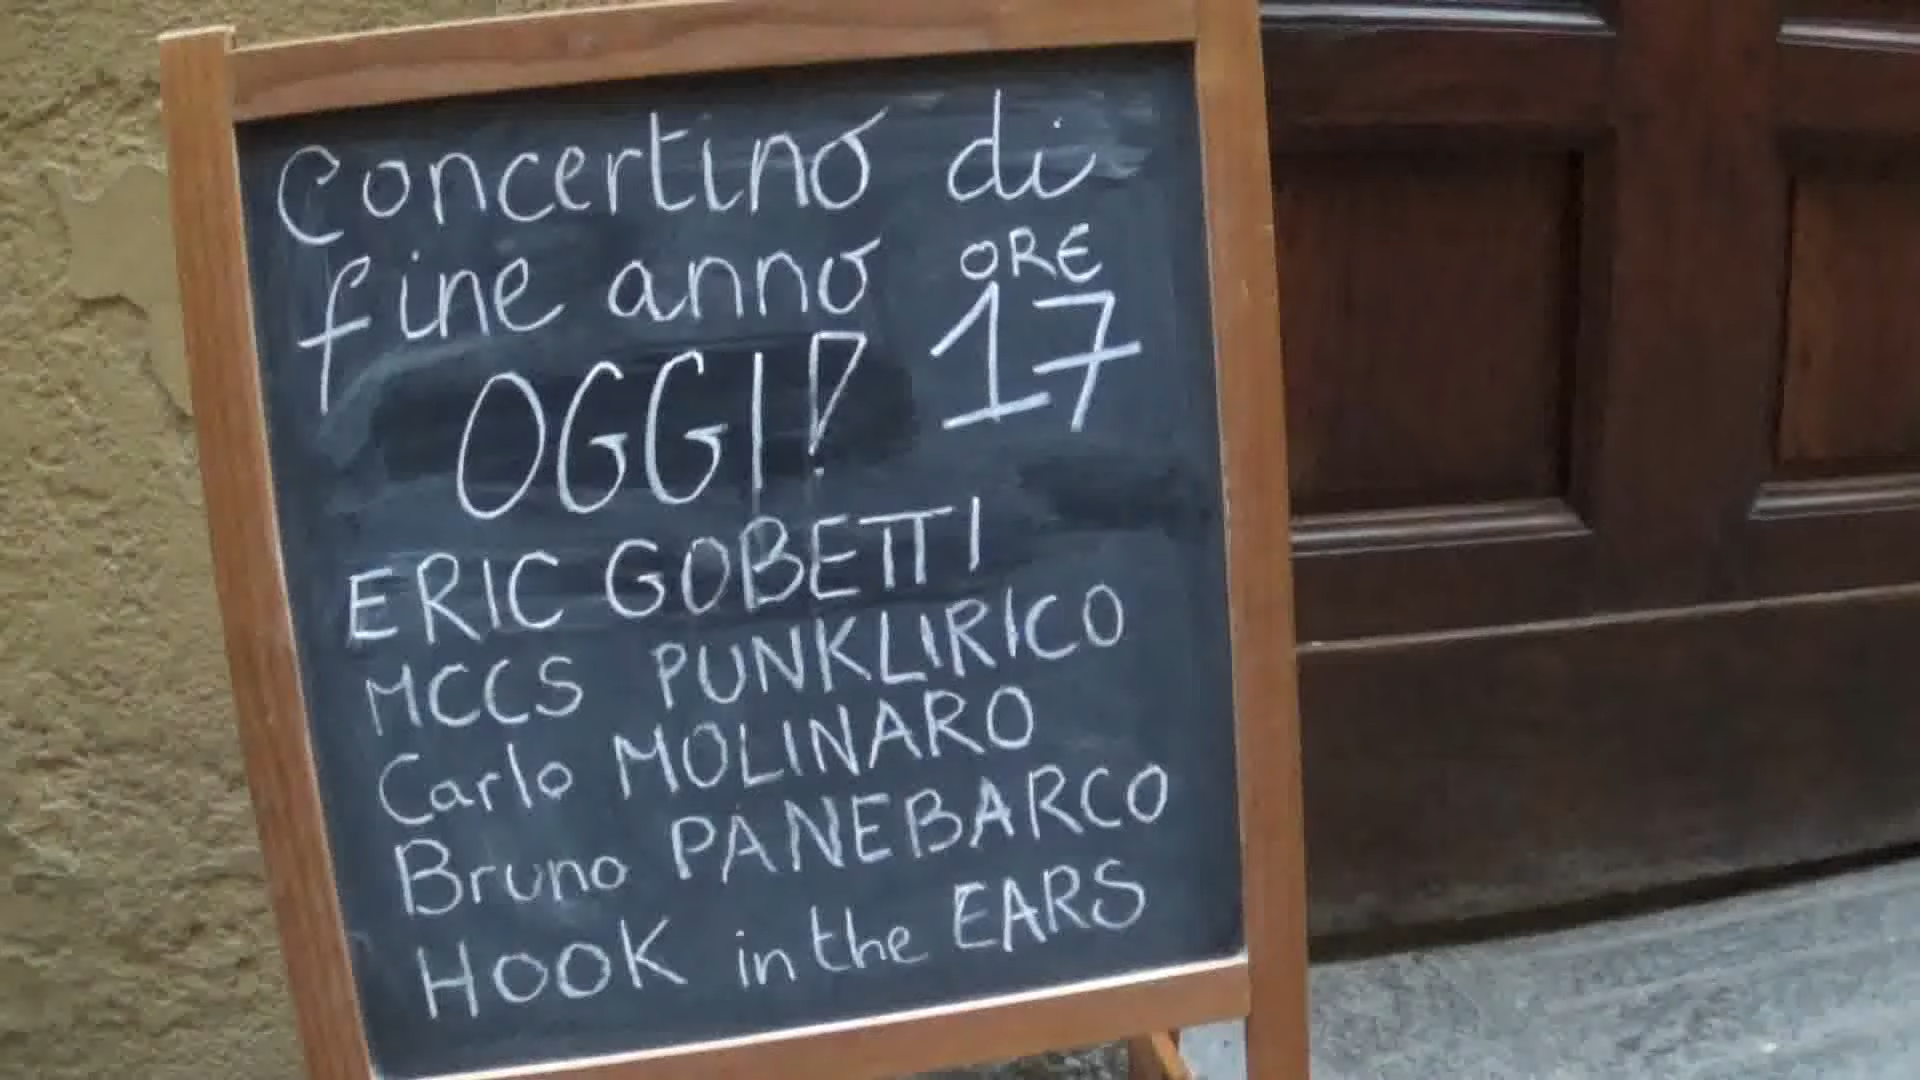 Concertino di
fine anno ORE
OGGI! 17
ERIC GOBETTI
MCCS PUNKLIRICO
Carlo MOLINARO
Bruno PANEBARCO
HOOK in the EARS